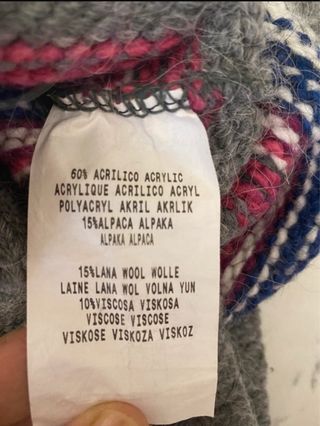 60% ACRILICO ACRYLIC
ACRYLIQUE ACRILICO ACRYL
POLYACRYL AKRIL AKRLIK
15%ALPACA ALPAKA
ALPAKA ALPACA
15%LANA WOOL WOLLE
LAINE LANA WOL VOLNA YUN
10%VISCOSA VISKOSA
VISCOSE VISCOSE
VISKOSE VISKOZA VISKOZ